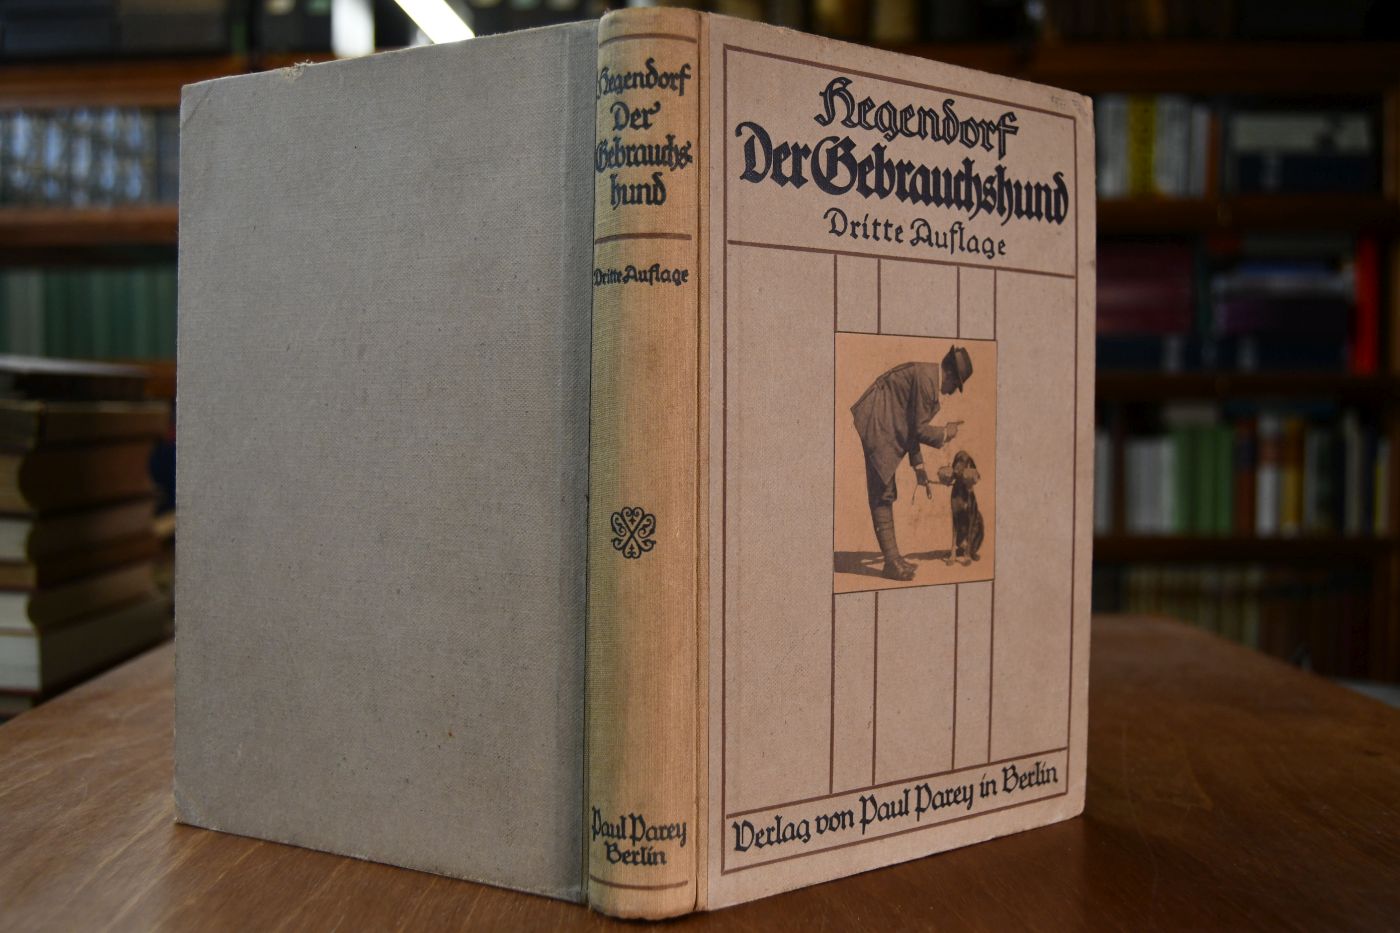 Hegendorf
Der
Gebrauchs-
hund
Dritte Auflage
Paul Parey
Berlin
Hegendorf
Der Gebrauchshund
Dritte Auflage
Verlag von Paul Parey in Berlin